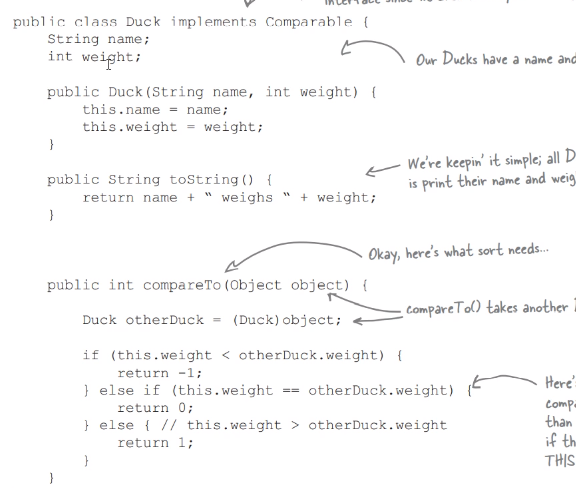 public class Duck implements Comparable {
String name;
int weight;
Our Ducks have a name and
public Duck(String name, int weight) {
this.name = name;
this.weight = weight;
}
We're keepin' it simple; all D
is print their name and weig
public String toString() {
return name + " weighs " + weight;
}
Okay, here's what sort needs...
public int compareTo(Object object) {
compareTo() takes another
Duck otherDuck = (Duck)object;
if (this.weight < otherDuck.weight) {
return -1;
} else if (this.weight == otherDuck.weight) {
return 0;
} else { // this.weight > otherDuck.weight
return 1;
}
}
Here'
compa
than
if th
THIS